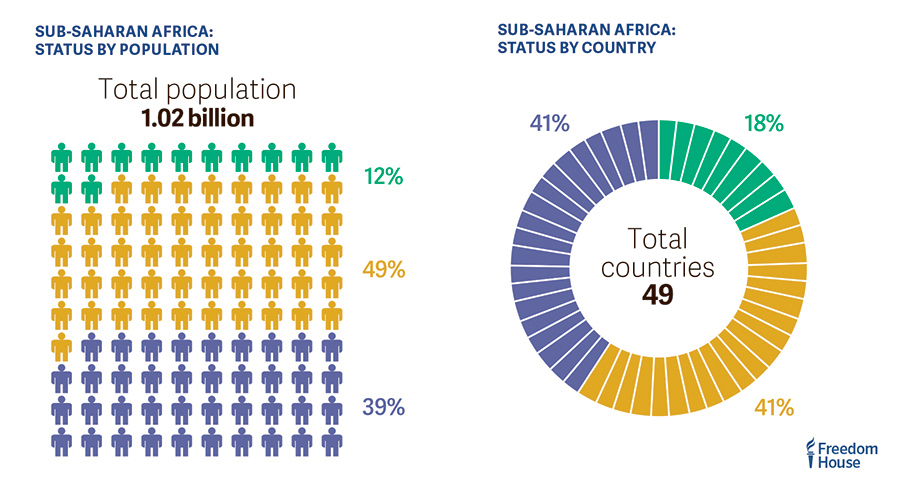 SUB-SAHARAN AFRICA:
STATUS BY POPULATION
Total population
1.02 billion
12%
49%
39%
SUB-SAHARAN AFRICA:
STATUS BY COUNTRY
41%
18%
Total
countries
49
41%
Freedom
House